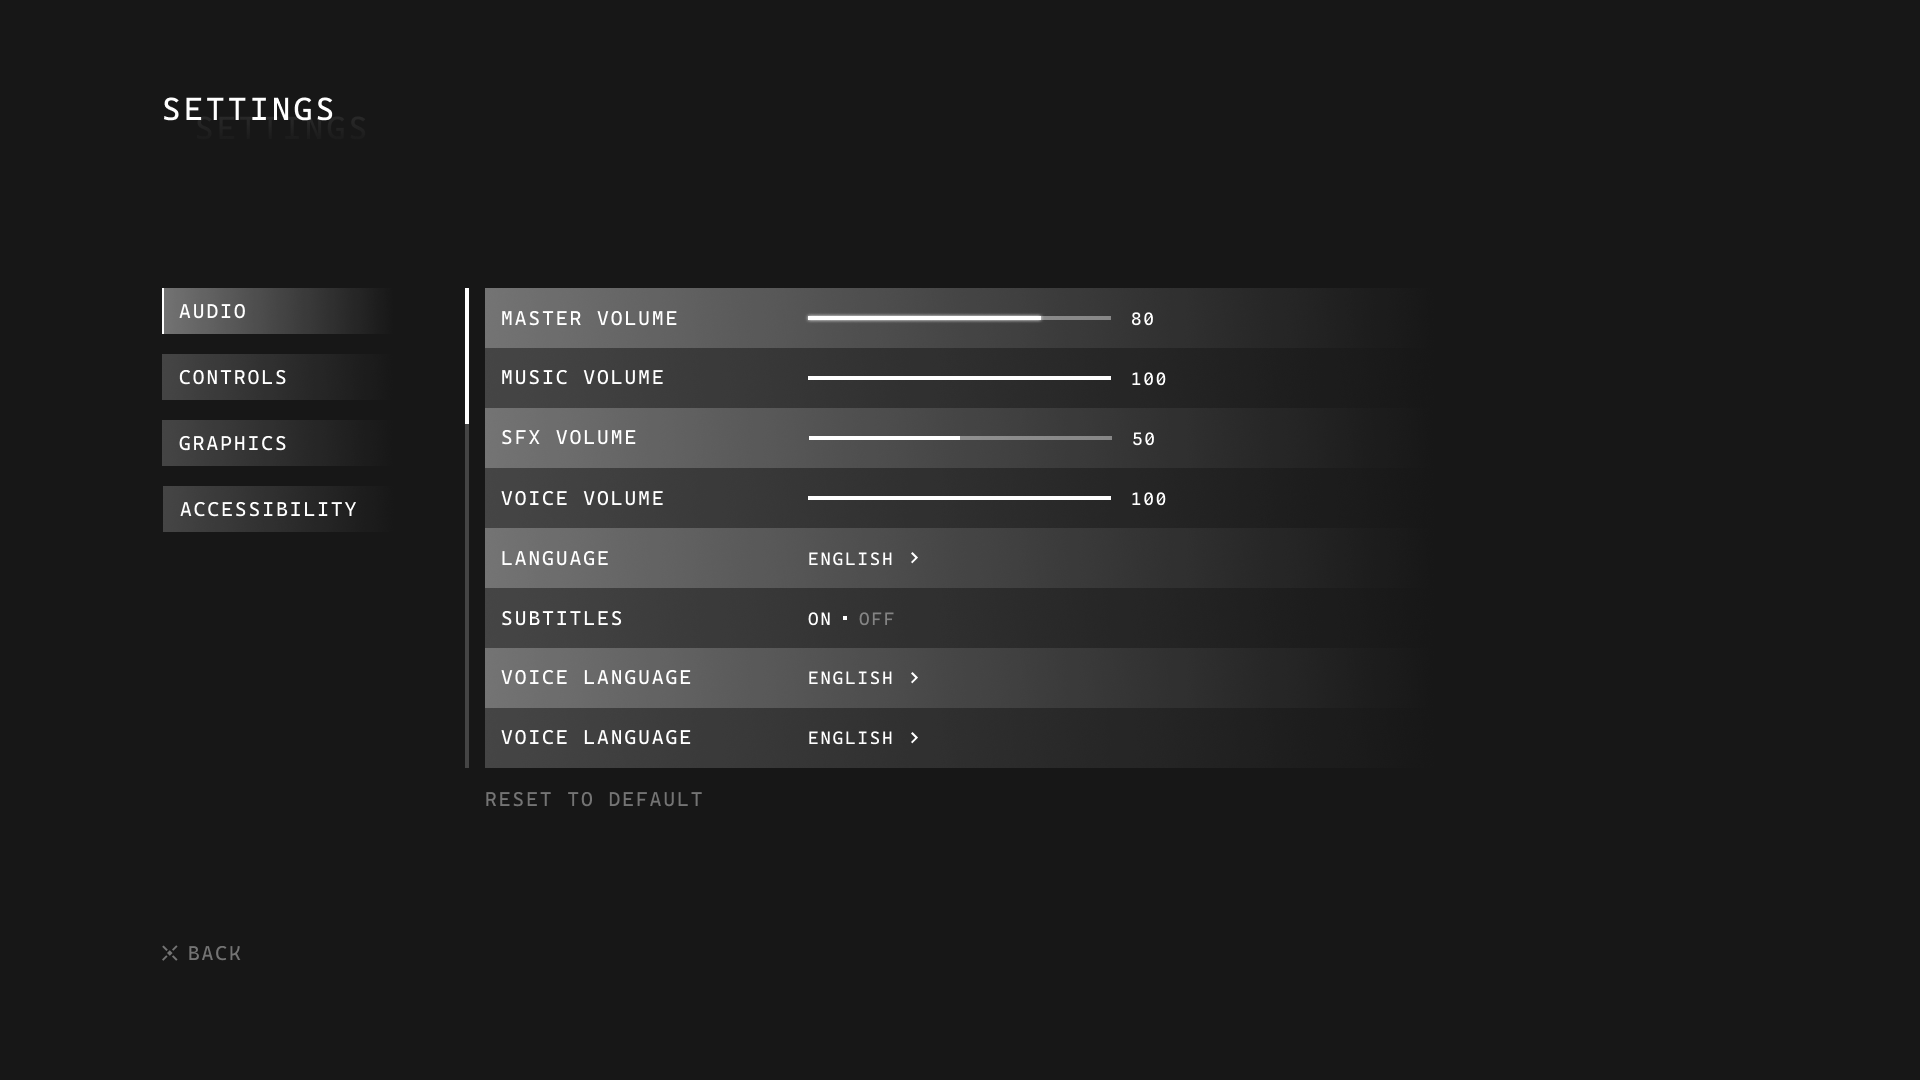 SETTINGS
SETTINGS
AUDIO
CONTROLS
GRAPHICS
ACCESSIBILITY
MASTER VOLUME 80
MUSIC VOLUME 100
SFX VOLUME 50
VOICE VOLUME 100
LANGUAGE ENGLISH >
SUBTITLES ON · OFF
VOICE LANGUAGE ENGLISH >
VOICE LANGUAGE ENGLISH >
RESET TO DEFAULT
BACK